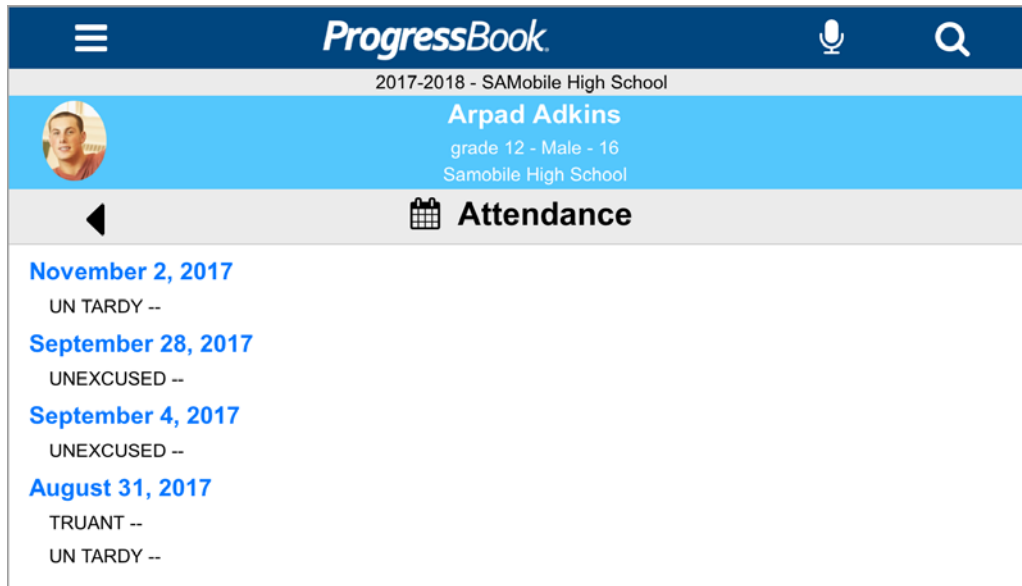 ProgressBook.
2017-2018 - SAMobile High School
Arpad Adkins
grade 12 - Male - 16
Samobile High School
Attendance
November 2, 2017
UN TARDY --
September 28, 2017
UNEXCUSED --
September 4, 2017
UNEXCUSED --
August 31, 2017
TRUANT --
UN TARDY --